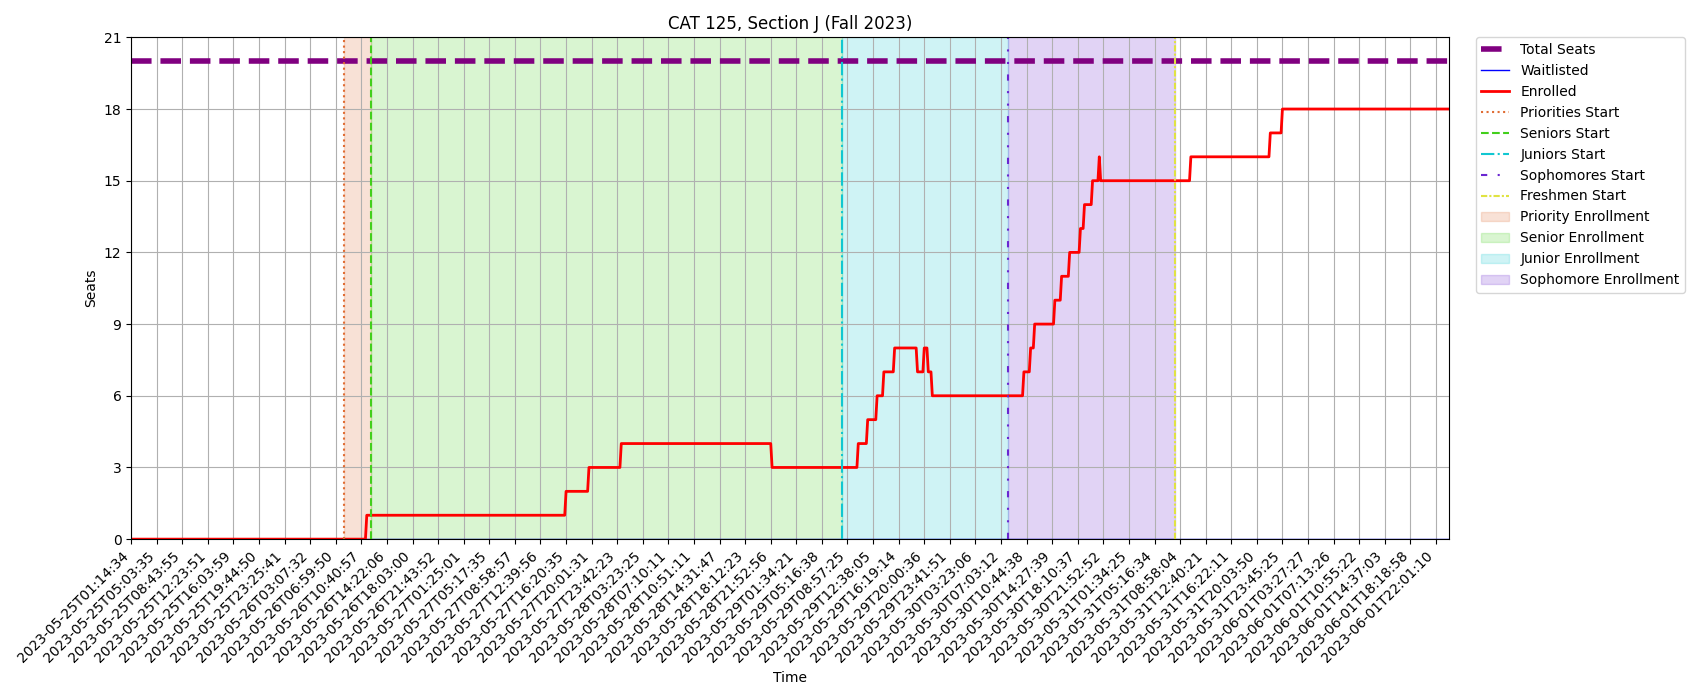 CAT 125, Section J (Fall 2023)
21
18
15
12
9
6
3
0
Seats
2023-05-25T01:14:34
2023-05-25T05:03:35
2023-05-25T08:43:55
2023-05-25T12:23:51
2023-05-25T16:03:59
2023-05-25T19:44:50
2023-05-25T23:25:41
2023-05-26T03:07:32
2023-05-26T06:59:50
2023-05-26T10:40:57
2023-05-26T14:22:06
2023-05-26T18:03:00
2023-05-26T21:43:52
2023-05-27T01:25:01
2023-05-27T05:17:35
2023-05-27T08:58:57
2023-05-27T12:39:56
2023-05-27T16:20:35
2023-05-27T20:01:31
2023-05-27T23:42:23
2023-05-28T03:23:25
2023-05-28T07:10:11
2023-05-28T10:51:11
2023-05-28T14:31:47
2023-05-28T18:12:23
2023-05-28T21:52:56
2023-05-29T01:34:21
2023-05-29T05:16:38
2023-05-29T08:57:25
2023-05-29T12:38:05
2023-05-29T16:19:14
2023-05-29T20:00:36
2023-05-29T23:41:51
2023-05-30T03:23:06
2023-05-30T07:03:12
2023-05-30T10:44:38
2023-05-30T14:27:39
2023-05-30T18:10:37
2023-05-30T21:52:52
2023-05-31T01:34:25
2023-05-31T05:16:34
2023-05-31T08:58:04
2023-05-31T12:40:21
2023-05-31T16:22:11
2023-05-31T20:03:50
2023-05-31T23:45:25
2023-06-01T03:27:27
2023-06-01T07:13:26
2023-06-01T10:55:22
2023-06-01T14:37:03
2023-06-01T18:18:58
2023-06-01T22:01:10
Time
Total Seats
Waitlisted
Enrolled
Priorities Start
Seniors Start
Juniors Start
Sophomores Start
Freshmen Start
Priority Enrollment
Senior Enrollment
Junior Enrollment
Sophomore Enrollment